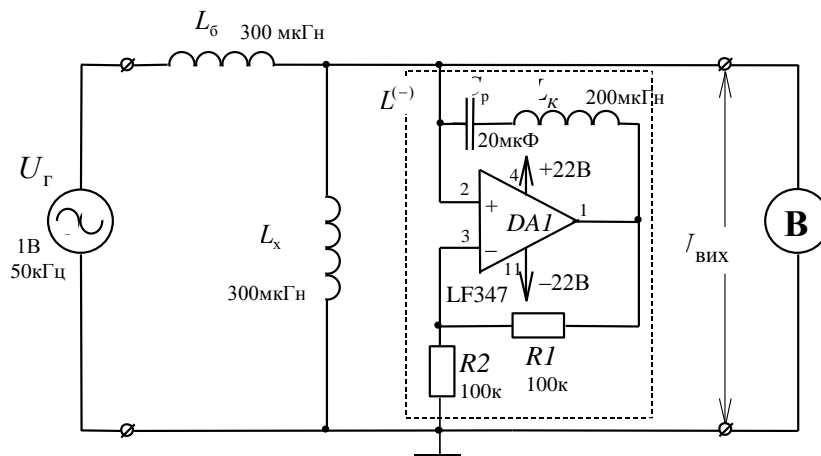 Lб 300 мкГн
L(−)
р
к
200мкГн
20мкФ
Uг
1В
50кГц
Lх
300мкГн
+22В
4
2
+
DA1
1
3
−
11
−22В
LF347
В
вих
R2
100к
R1
100к